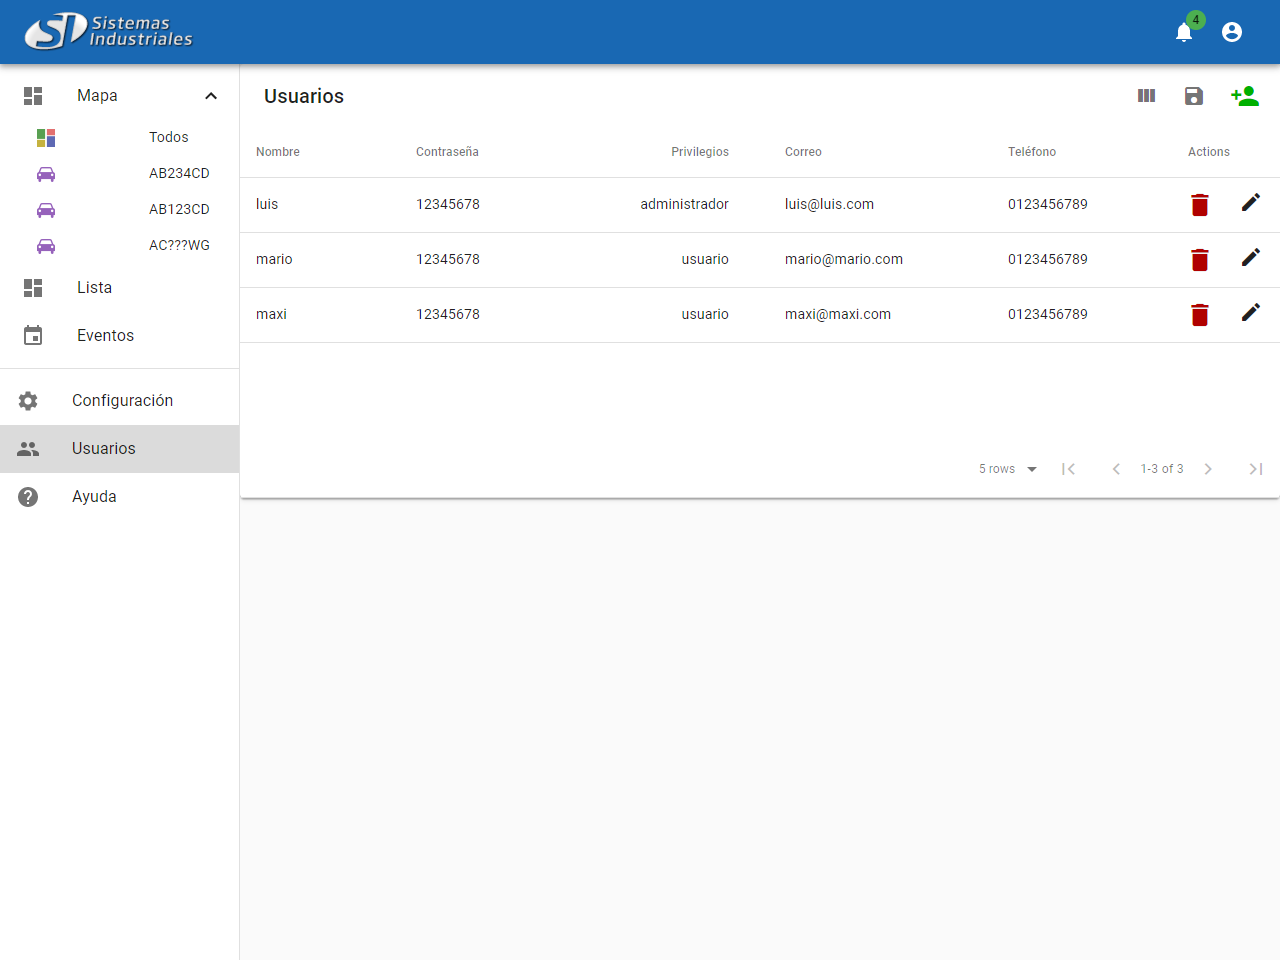 Sistemas
Industriales
4
Mapa
Todos
AB234CD
AB123CD
AC???WG
Lista
Eventos
Configuración
Usuarios
Ayuda
Usuarios
Nombre Contraseña Privilegios Correo Teléfono Actions
luis 12345678 administrador luis@luis.com 0123456789
mario 12345678 usuario mario@mario.com 0123456789
maxi 12345678 usuario maxi@maxi.com 0123456789
5 rows 1-3 of 3